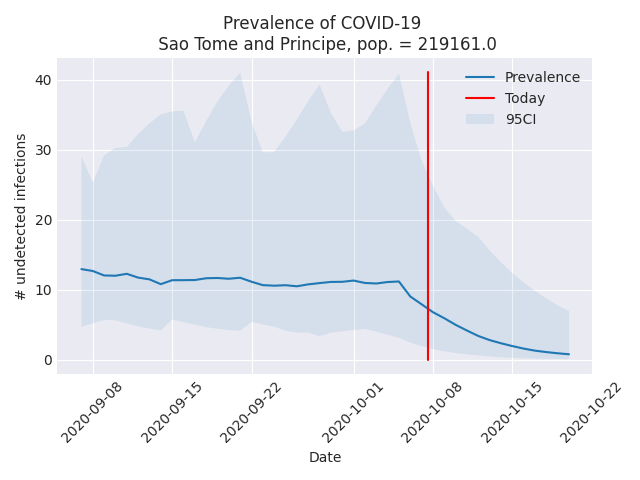 Prevalence of COVID-19
Sao Tome and Principe, pop. = 219161.0
# undetected infections
40
30
20
10
0
Prevalence
Today
95CI
2020-09-08
2020-09-15
2020-09-22
2020-10-01
2020-10-08
2020-10-15
2020-10-22
Date